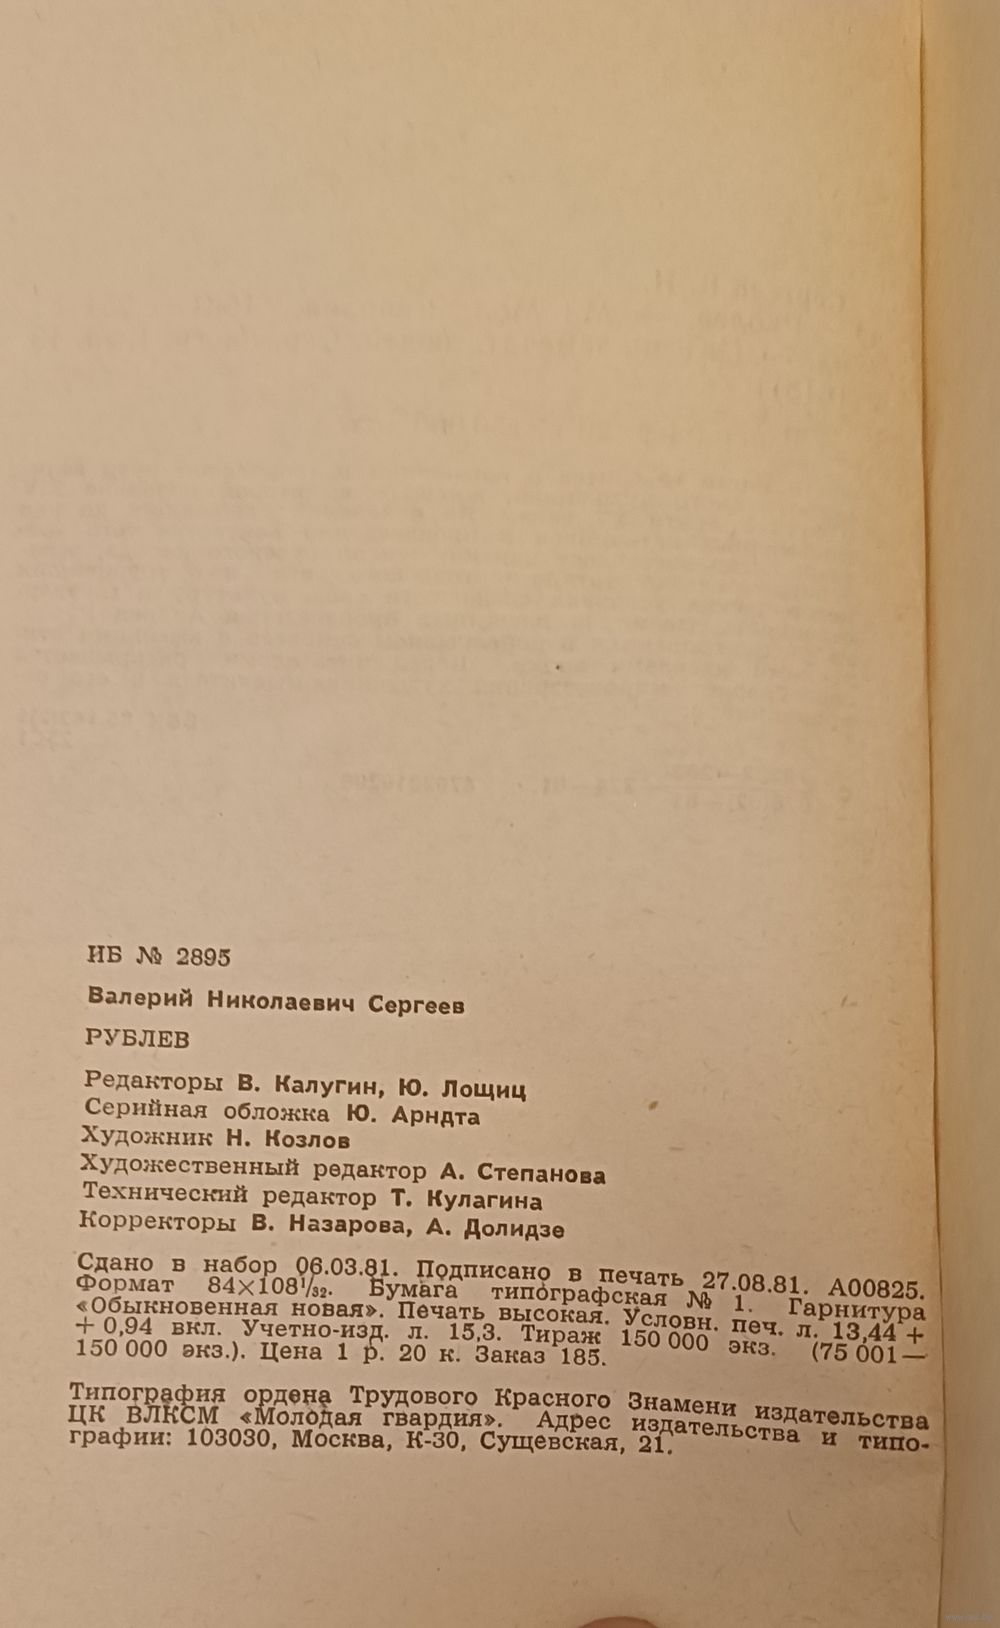 ИБ № 2895
Валерий Николаевич Сергеев
РУБЛЕВ
Редакторы В. Калугин, Ю. Лощиц
Серийная обложка Ю. Арндта
Художник Н. Козлов
Художественный редактор А. Степанова
Технический редактор Т. Кулагина
Корректоры В. Назарова, А. Долидзе
Сдано в набор 06.03.81. Подписано в печать 27.08.81. А00825.
Формат 84×108¹/₃₂. Бумага типографская № 1. Гарнитура
«Обыкновенная новая». Печать высокая. Условн. печ. л. 13,44 +
+ 0,94 вкл. Учетно-изд. л. 15,3. Тираж 150 000 экз. (75 001—
150 000 экз.). Цена 1 р. 20 к. Заказ 185.
Типография ордена Трудового Красного Знамени издательства
ЦК ВЛКСМ «Молодая гвардия». Адрес издательства и типо-
графии: 103030, Москва, К-30, Сущевская, 21.